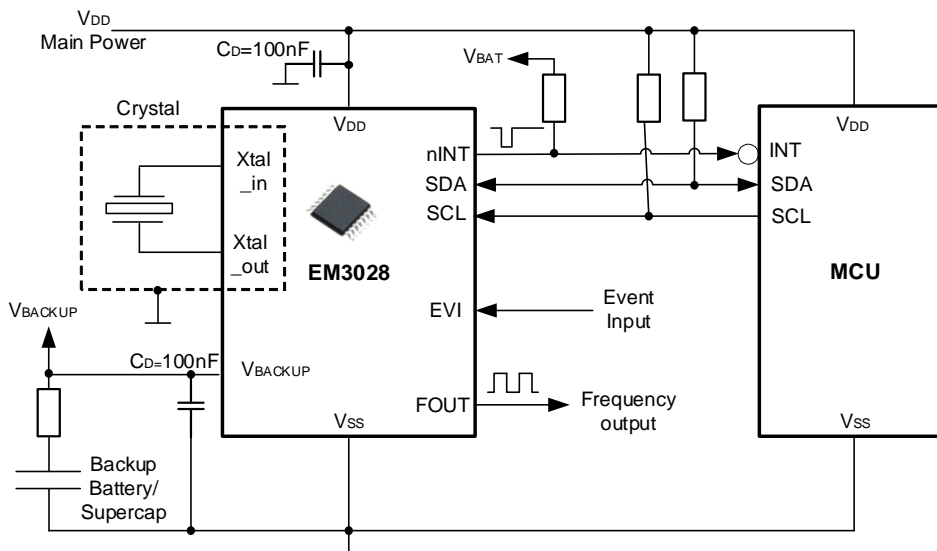 VDD
Main Power
CD=100nF
VBAT
Crystal
VDD
VDD
Xtal
_in
nINT
INT
SDA
SDA
SCL
SCL
Xtal
_out
EM3028
MCU
EVI
Event
Input
VBACKUP
CD=100nF
VBACKUP
FOUT
Frequency
output
VSS
VSS
Backup
Battery/
Supercap